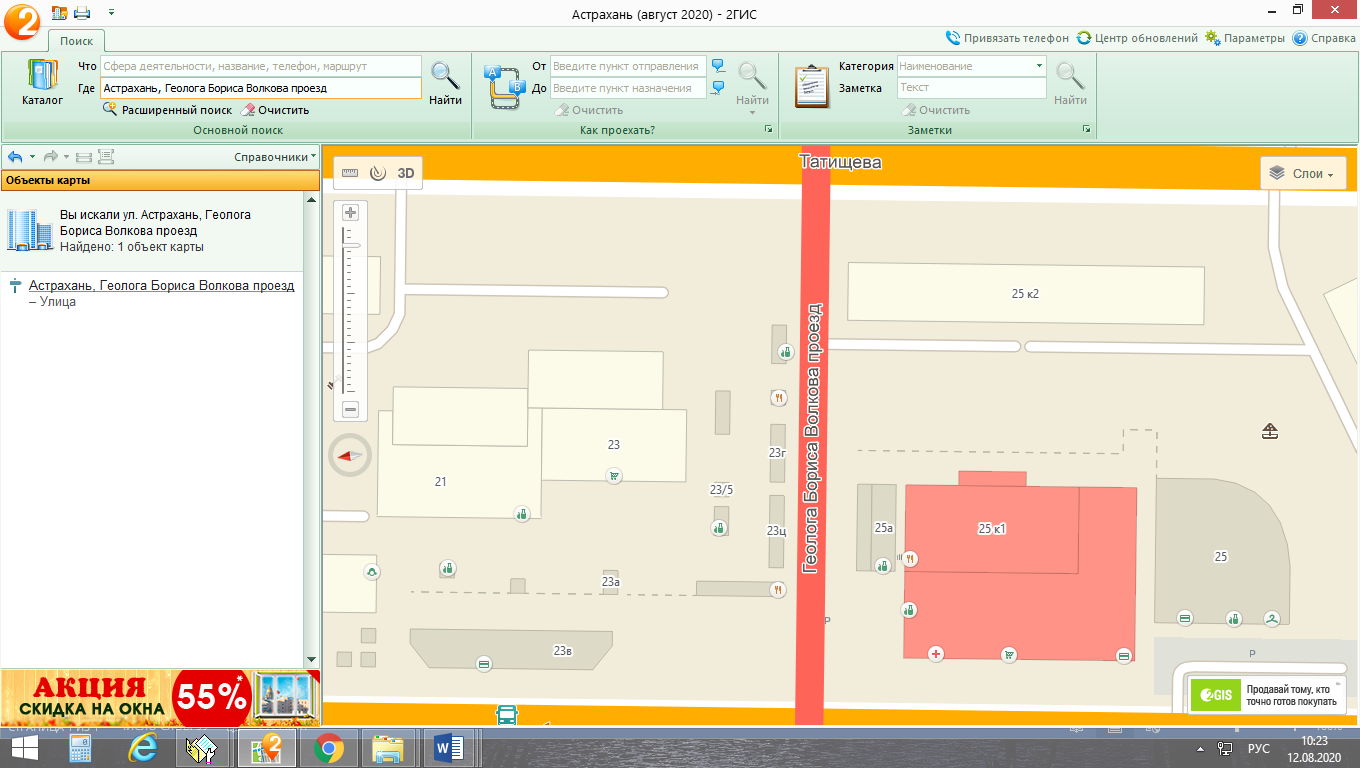 Астрахань (август 2020) - 2ГИС
Поиск
Привязать телефон
Центр обновлений
Параметры
Справка
Каталог
Что
Сфера деятельности, название, телефон, маршрут
Где
Астрахань, Геолога Бориса Волкова проезд
Расширенный поиск
Очистить
Найти
Основной поиск
От
Введите пункт отправления
До
Введите пункт назначения
Очистить
Найти
Как проехать?
Категория
Наименование
Заметка
Текст
Очистить
Найти
Заметки
Справочники
Объекты карты
Вы искали ул. Астрахань, Геолога
Бориса Волкова проезд
Найдено: 1 объект карты
Астрахань, Геолога Бориса Волкова проезд
– Улица
АКЦИЯ
СКИДКА НА ОКНА
55%*
3D
Слои
Татищева
Геолога Бориса Волкова проезд
25 к2
23
21
23г
23/5
23ц
25а
25 к1
25
23а
23в
P
P
2GIS
Продавай тому, кто
точно готов покупать
РУС
10:23
12.08.2020